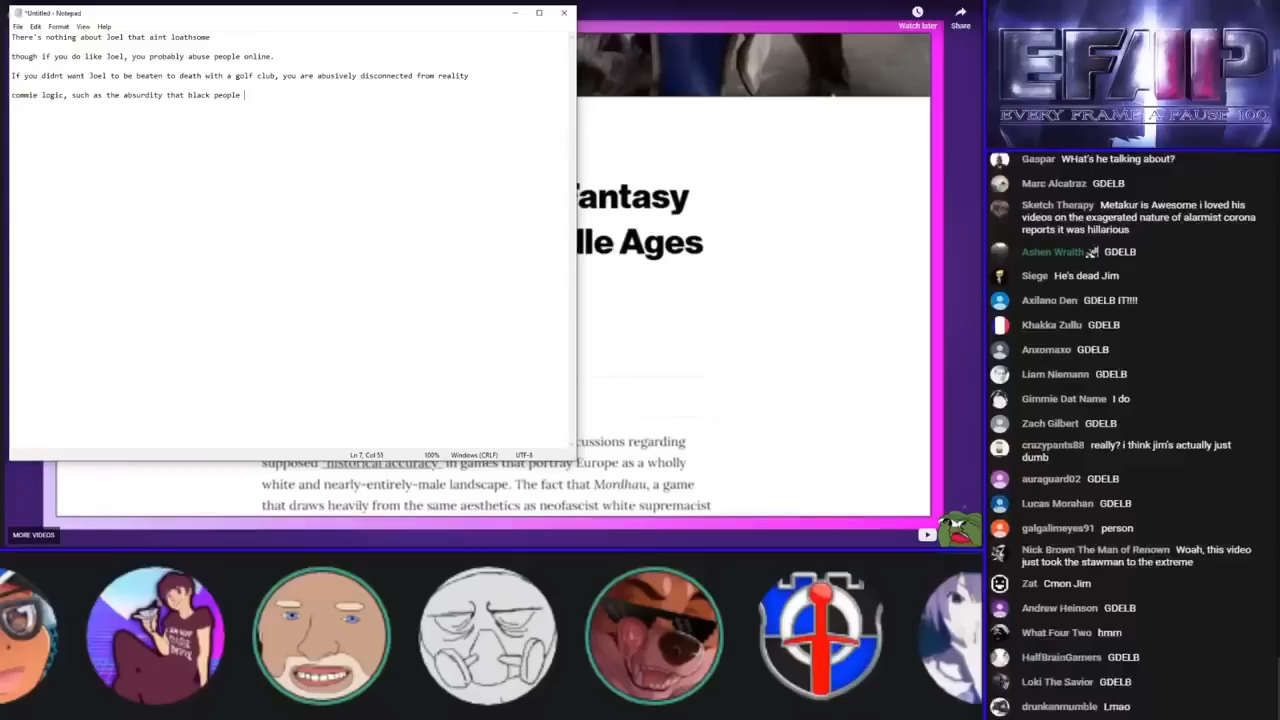 *Untitled - Notepad
File Edit Format View Help
There's nothing about Joel that aint loathsome
though if you do like Joel, you probably abuse people online.
If you didnt want Joel to be beaten to death with a golf club, you are abusively disconnected from reality
commie logic, such as the absurdity that black people
Ln 7, Col 55 100% Windows (CRLF) UTF-8
Watch later Share
Fantasy
dle Ages
cussions regarding
supposed "historical accuracy" in games that portray Europe as a wholly
white and nearly-entirely-male landscape. The fact that Mordhau, a game
that draws heavily from the same aesthetics as neofascist white supremacist
MORE VIDEOS
EFAP
EVERY FRAME A PAUSE 100
Gaspar WHat's he talking about?
Marc Alcatraz GDELB
Sketch Therapy Metakur is Awesome i loved his
videos on the exagerated nature of alarmist corona
reports it was hillarious
Ashen Wraith GDELB
Siege He's dead Jim
Axilano Den GDELB IT!!!!
Khakka Zullu GDELB
Anxomaxo GDELB
Liam Niemann GDELB
Gimmie Dat Name I do
Zach Gilbert GDELB
crazypants88 really? i think jim's actually just
dumb
auraguard02 GDELB
Lucas Morahan GDELB
galgalimeyes91 person
Nick Brown The Man of Renown Woah, this video
just took the stawman to the extreme
Zat Cmon Jim
Andrew Heinson GDELB
What Four Two hmm
HalfBrainGamers GDELB
Loki The Savior GDELB
drunkenmumble Lmao